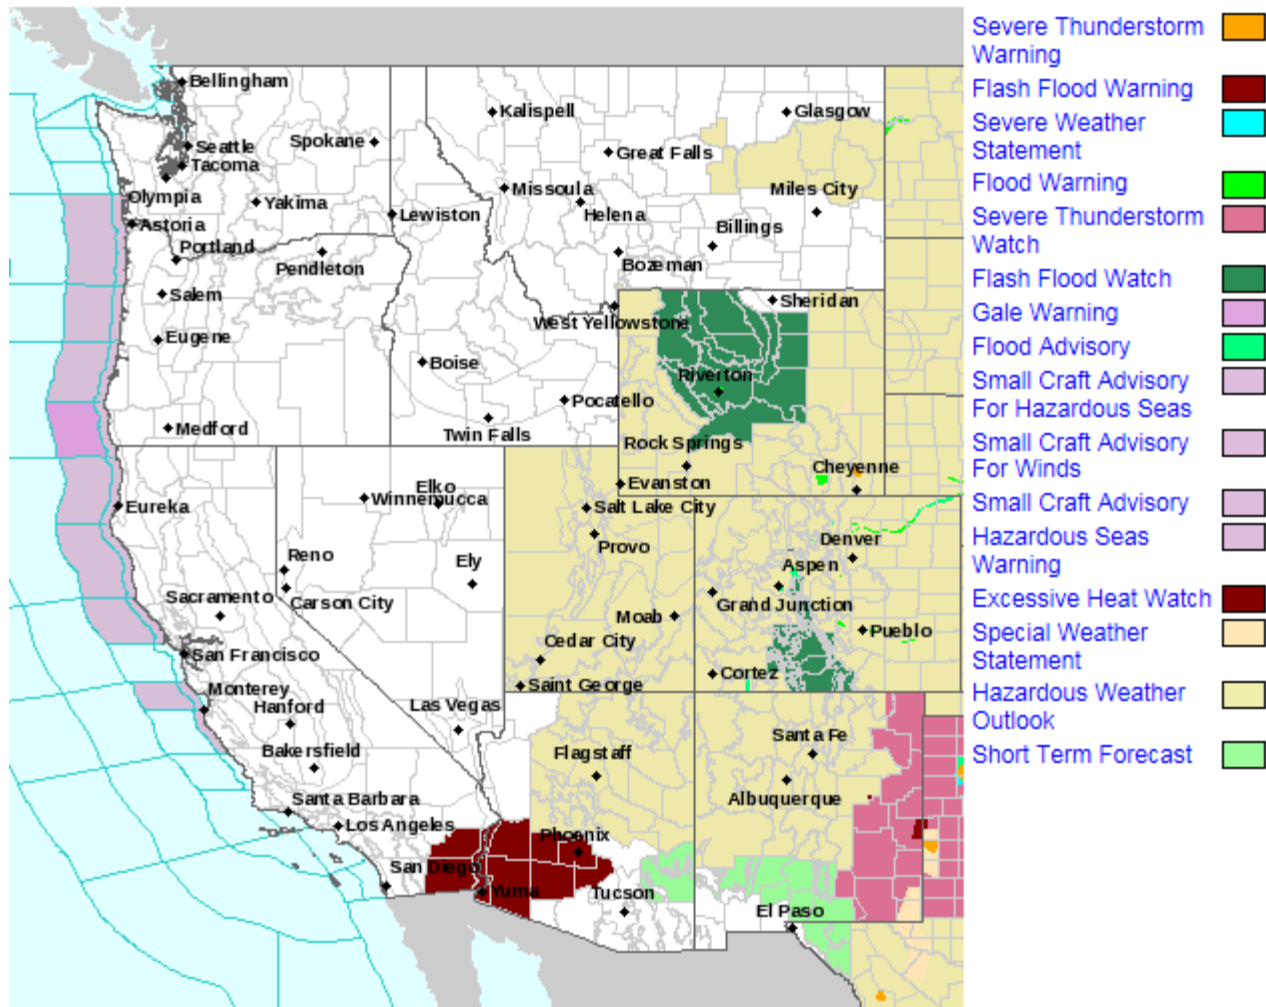 Bellingham
Seattle
Tacoma
Olympia
Spokane
Yakima
Astoria
Portland
Lewiston
Pendleton
Salem
Eugene
Medford
Kalispell
Great Falls
Glasgow
Missoula
Helena
Miles City
Billings
Bozeman
West Yellowstone
Sheridan
Boise
Pocatello
Twin Falls
Riverton
Rock Springs
Evanston
Cheyenne
Eureka
Winnemucca
Elko
Reno
Carson City
Ely
Sacramento
San Francisco
Monterey
Hanford
Bakersfield
Las Vegas
Santa Barbara
Los Angeles
San Diego
Salt Lake City
Provo
Moab
Cedar City
Saint George
Denver
Aspen
Grand Junction
Pueblo
Cortez
Flagstaff
Phoenix
Yuma
Tucson
Santa Fe
Albuquerque
El Paso
Severe Thunderstorm
Warning
Flash Flood Warning
Severe Weather
Statement
Flood Warning
Severe Thunderstorm
Watch
Flash Flood Watch
Gale Warning
Flood Advisory
Small Craft Advisory
For Hazardous Seas
Small Craft Advisory
For Winds
Small Craft Advisory
Hazardous Seas
Warning
Excessive Heat Watch
Special Weather
Statement
Hazardous Weather
Outlook
Short Term Forecast